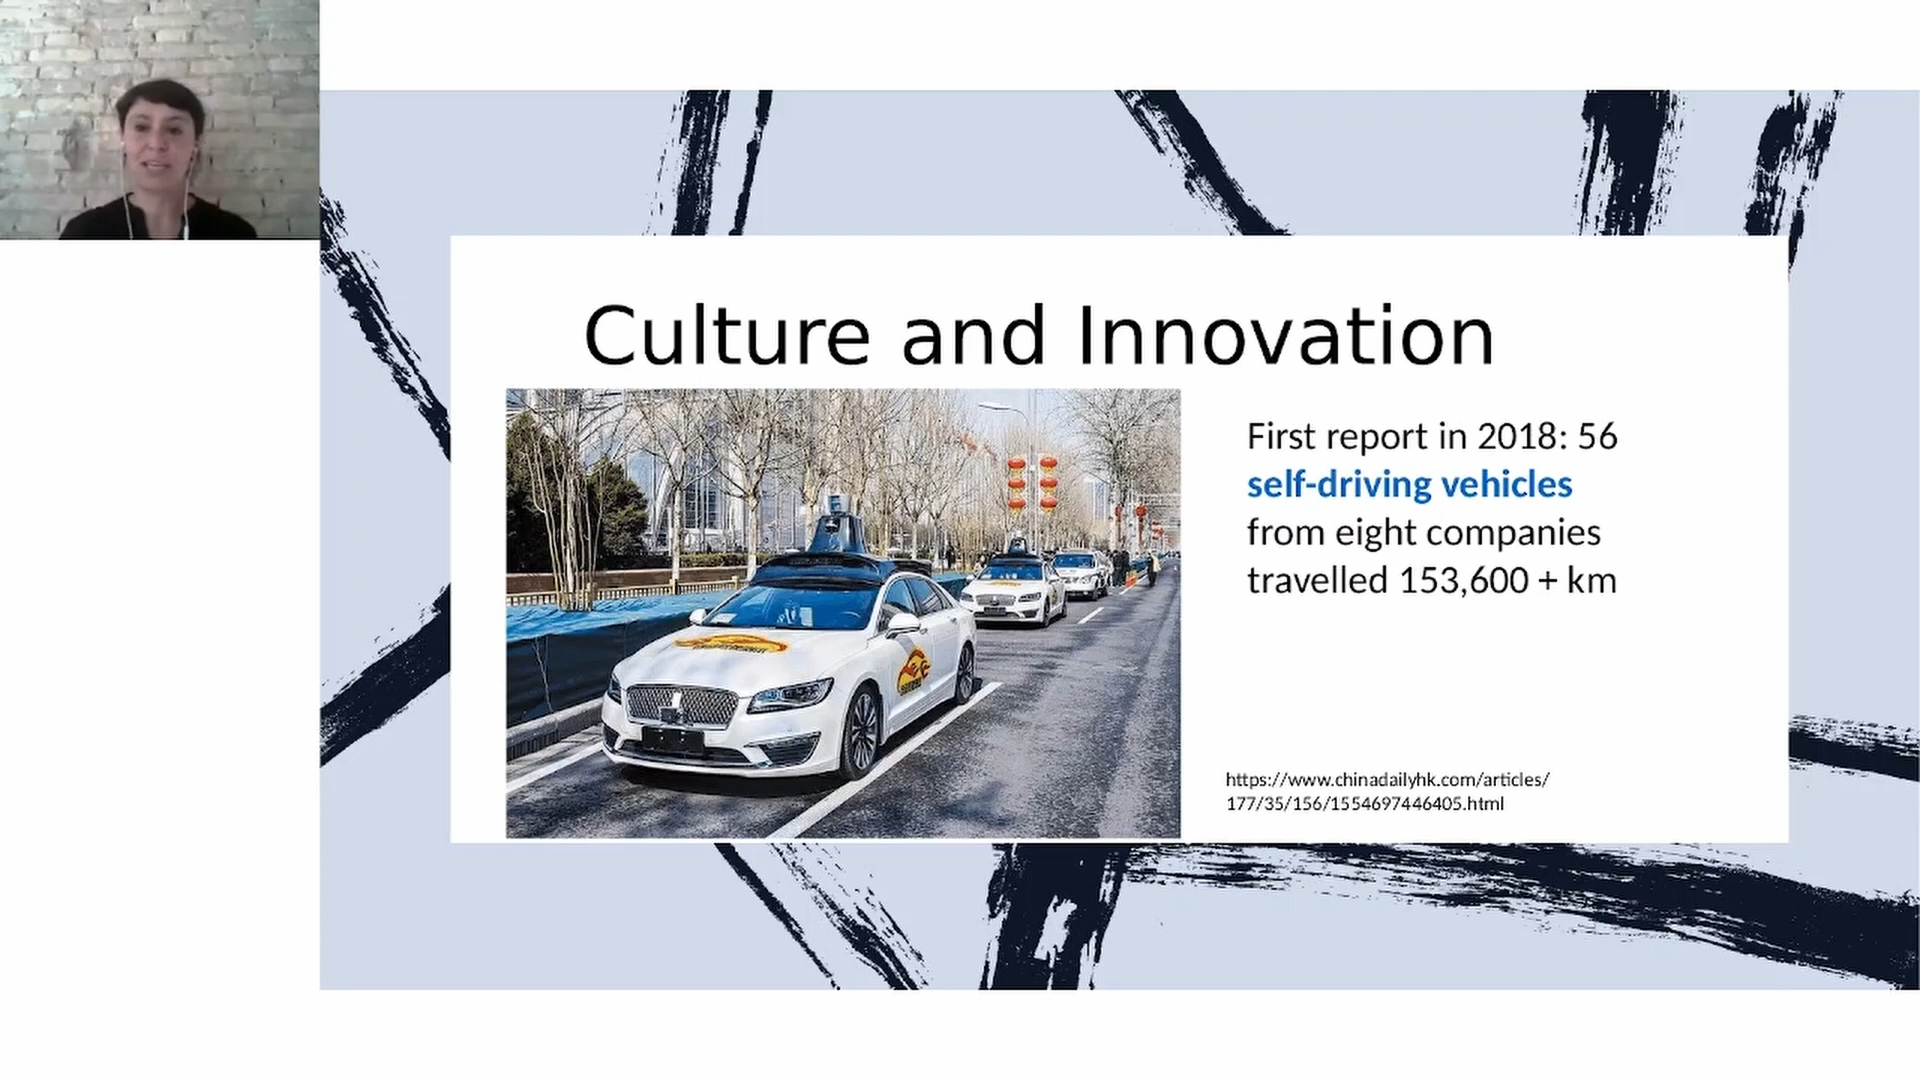 Culture and Innovation
First report in 2018: 56
self-driving vehicles
from eight companies
travelled 153,600 + km
https://www.chinadailyhk.com/articles/
177/35/156/1554697446405.html